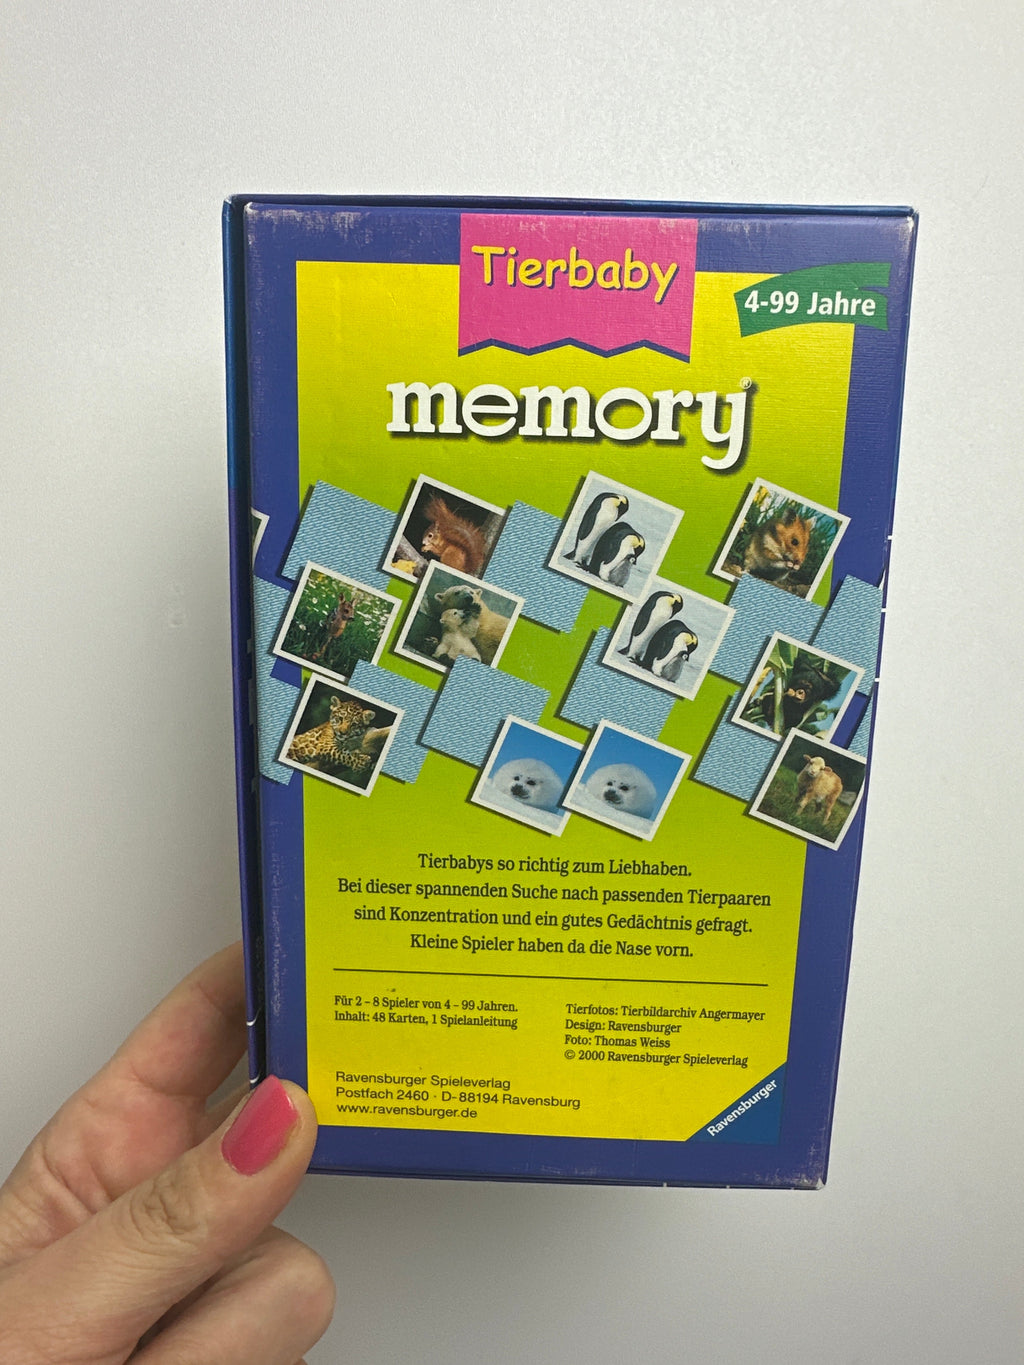 Tierbaby
4-99 Jahre
memory®
Tierbabys so richtig zum Liebhaben.
Bei dieser spannenden Suche nach passenden Tierpaaren
sind Konzentration und ein gutes Gedächtnis gefragt.
Kleine Spieler haben da die Nase vorn.
Für 2 – 8 Spieler von 4 – 99 Jahren.
Inhalt: 48 Karten, 1 Spielanleitung
Tierfotos: Tierbildarchiv Angermayer
Design: Ravensburger
Foto: Thomas Weiss
© 2000 Ravensburger Spieleverlag
Ravensburger Spieleverlag
Postfach 2460 · D-88194 Ravensburg
www.ravensburger.de
Ravensburger